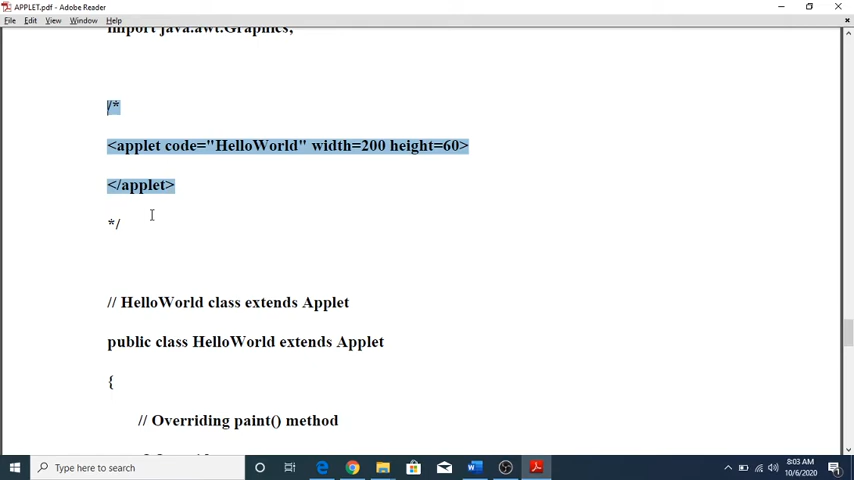 APPLET.pdf - Adobe Reader
File Edit View Window Help
import java.awt.Graphics;
/*
<applet code="HelloWorld" width=200 height=60>
</applet>
*/
// HelloWorld class extends Applet
public class HelloWorld extends Applet
{
// Overriding paint() method
Type here to search
8:03 AM
10/6/2020